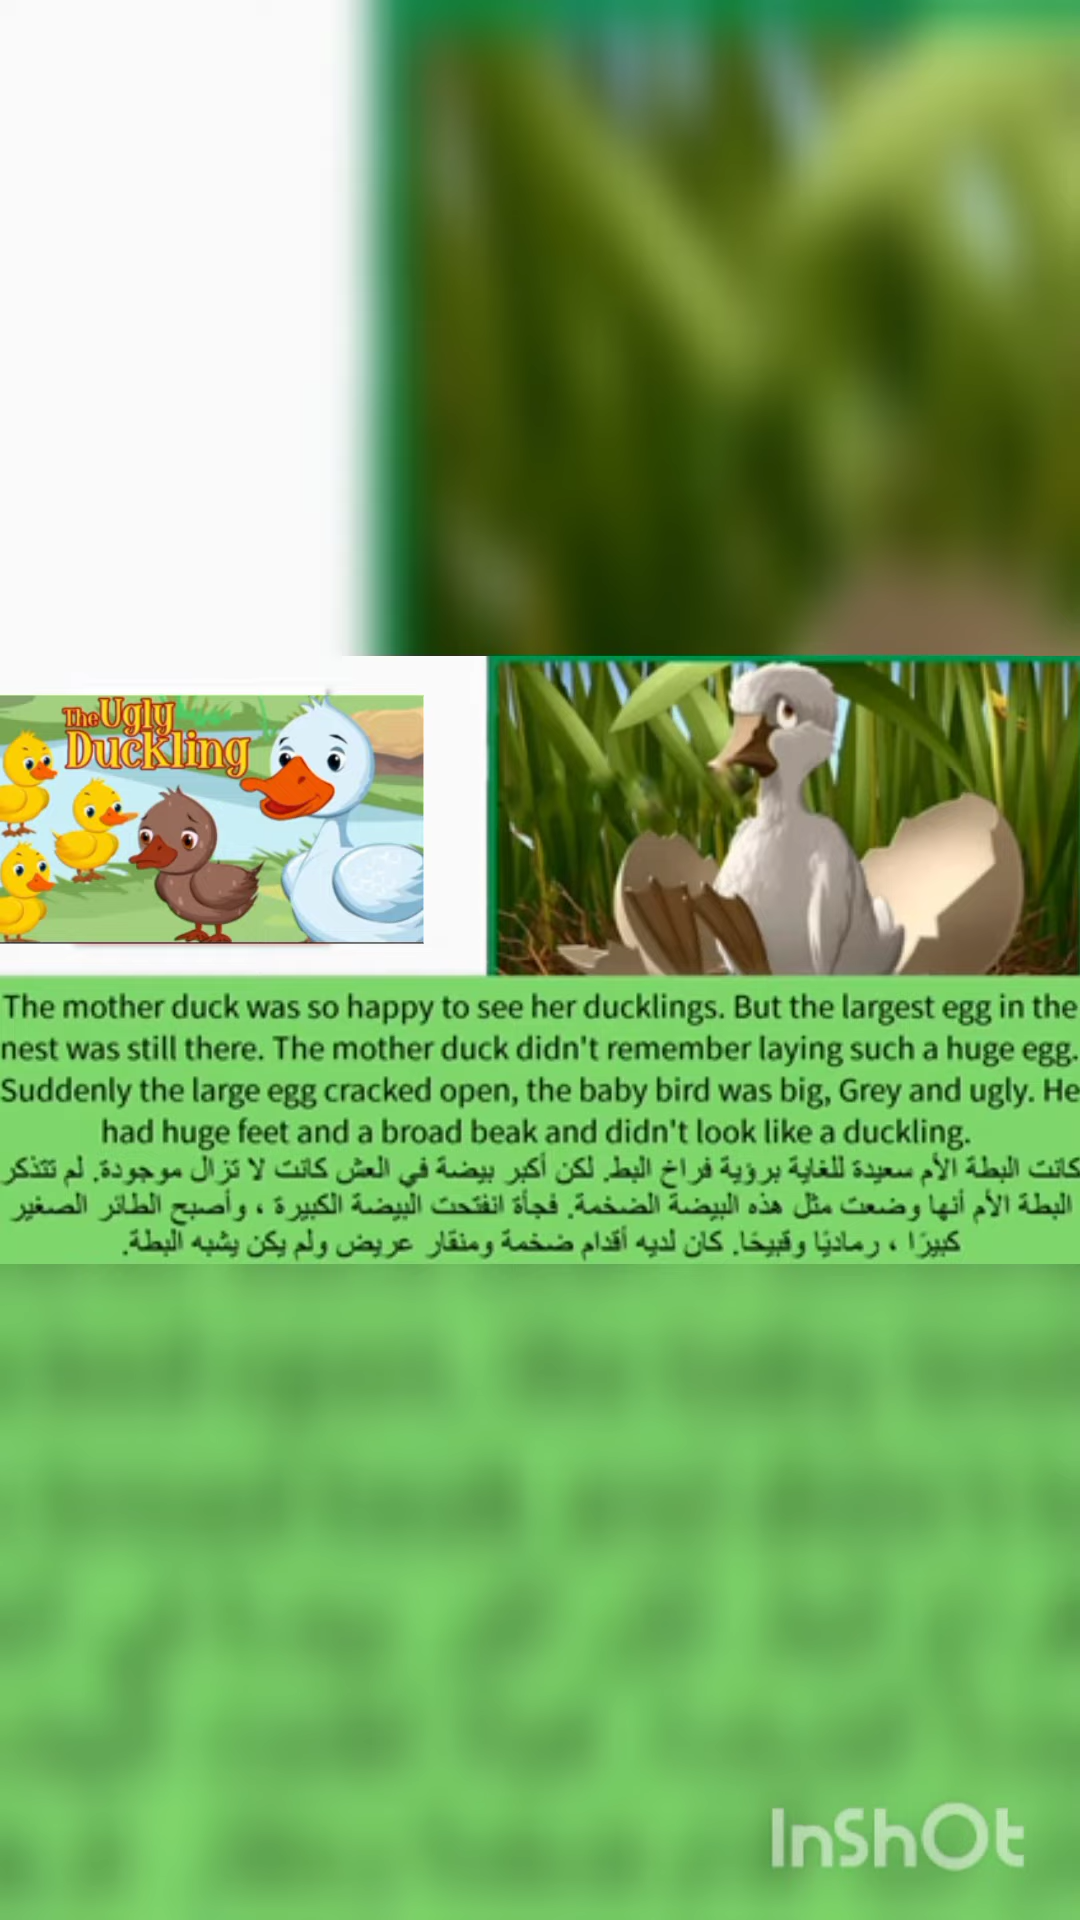 The Ugly
Duckling
The mother duck was so happy to see her ducklings. But the largest egg in the
nest was still there. The mother duck didn't remember laying such a huge egg.
Suddenly the large egg cracked open, the baby bird was big, Grey and ugly. He
had huge feet and a broad beak and didn't look like a duckling.
كانت البطة الأم سعيدة للغاية برؤية فراخ البط. لكن أكبر بيضة في العش كانت لا تزال موجودة. لم تتذكر
البطة الأم أنها وضعت مثل هذه البيضة الضخمة. فجأة انفتحت البيضة الكبيرة ، وأصبح الطائر الصغير
كبيرًا ، رماديًا وقبيحًا. كان لديه أقدام ضخمة ومنقار عريض ولم يكن يشبه البطة.
InShOt